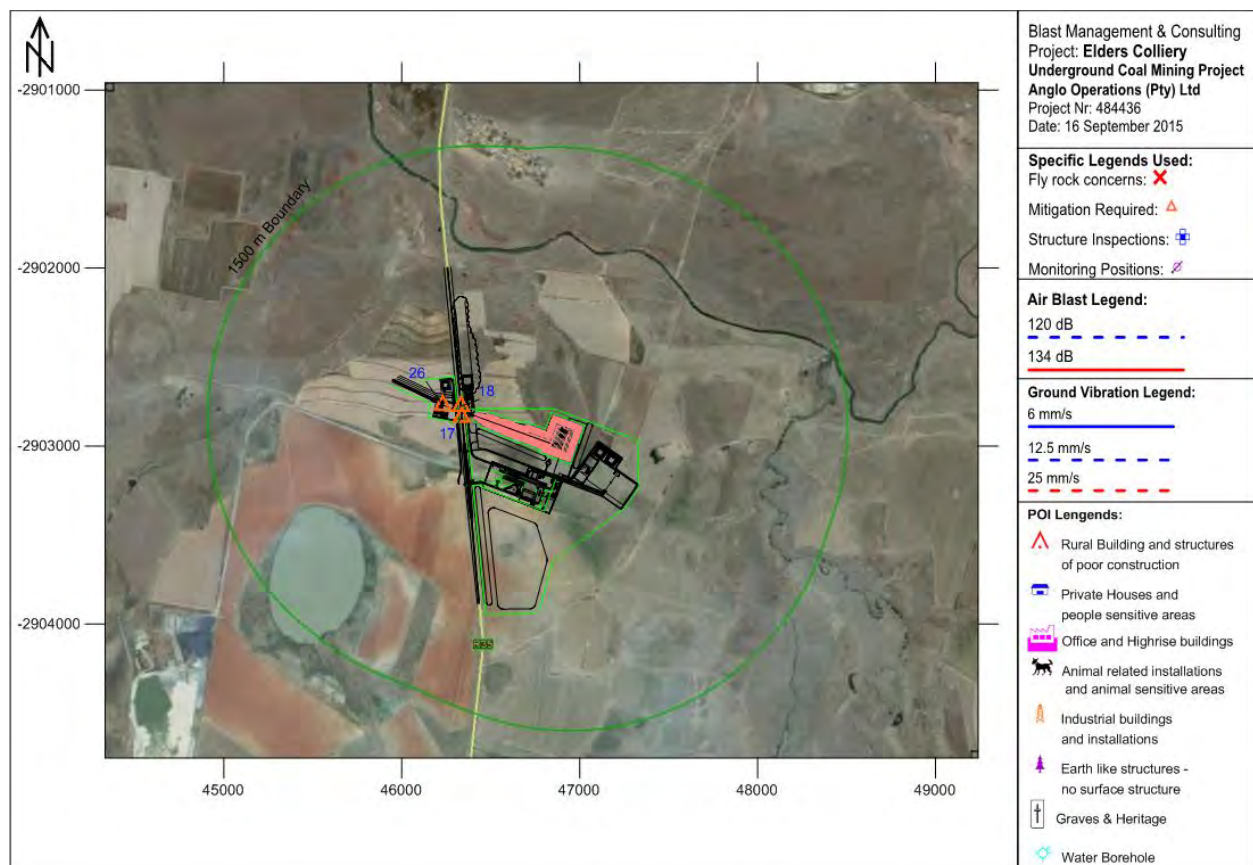 N
-2901000
-2902000
-2903000
-2904000
45000
46000
47000
48000
49000
1500 m Boundary
26
18
17
R35
Blast Management & Consulting
Project: Elders Colliery
Underground Coal Mining Project
Anglo Operations (Pty) Ltd
Project Nr: 484436
Date: 16 September 2015
Specific Legends Used:
Fly rock concerns:
Mitigation Required:
Structure Inspections:
Monitoring Positions:
Air Blast Legend:
120 dB
134 dB
Ground Vibration Legend:
6 mm/s
12.5 mm/s
25 mm/s
POI Lengends:
Rural Building and structures
of poor construction
Private Houses and
people sensitive areas
Office and Highrise buildings
Animal related installations
and animal sensitive areas
Industrial buildings
and installations
Earth like structures -
no surface structure
Graves & Heritage
Water Borehole